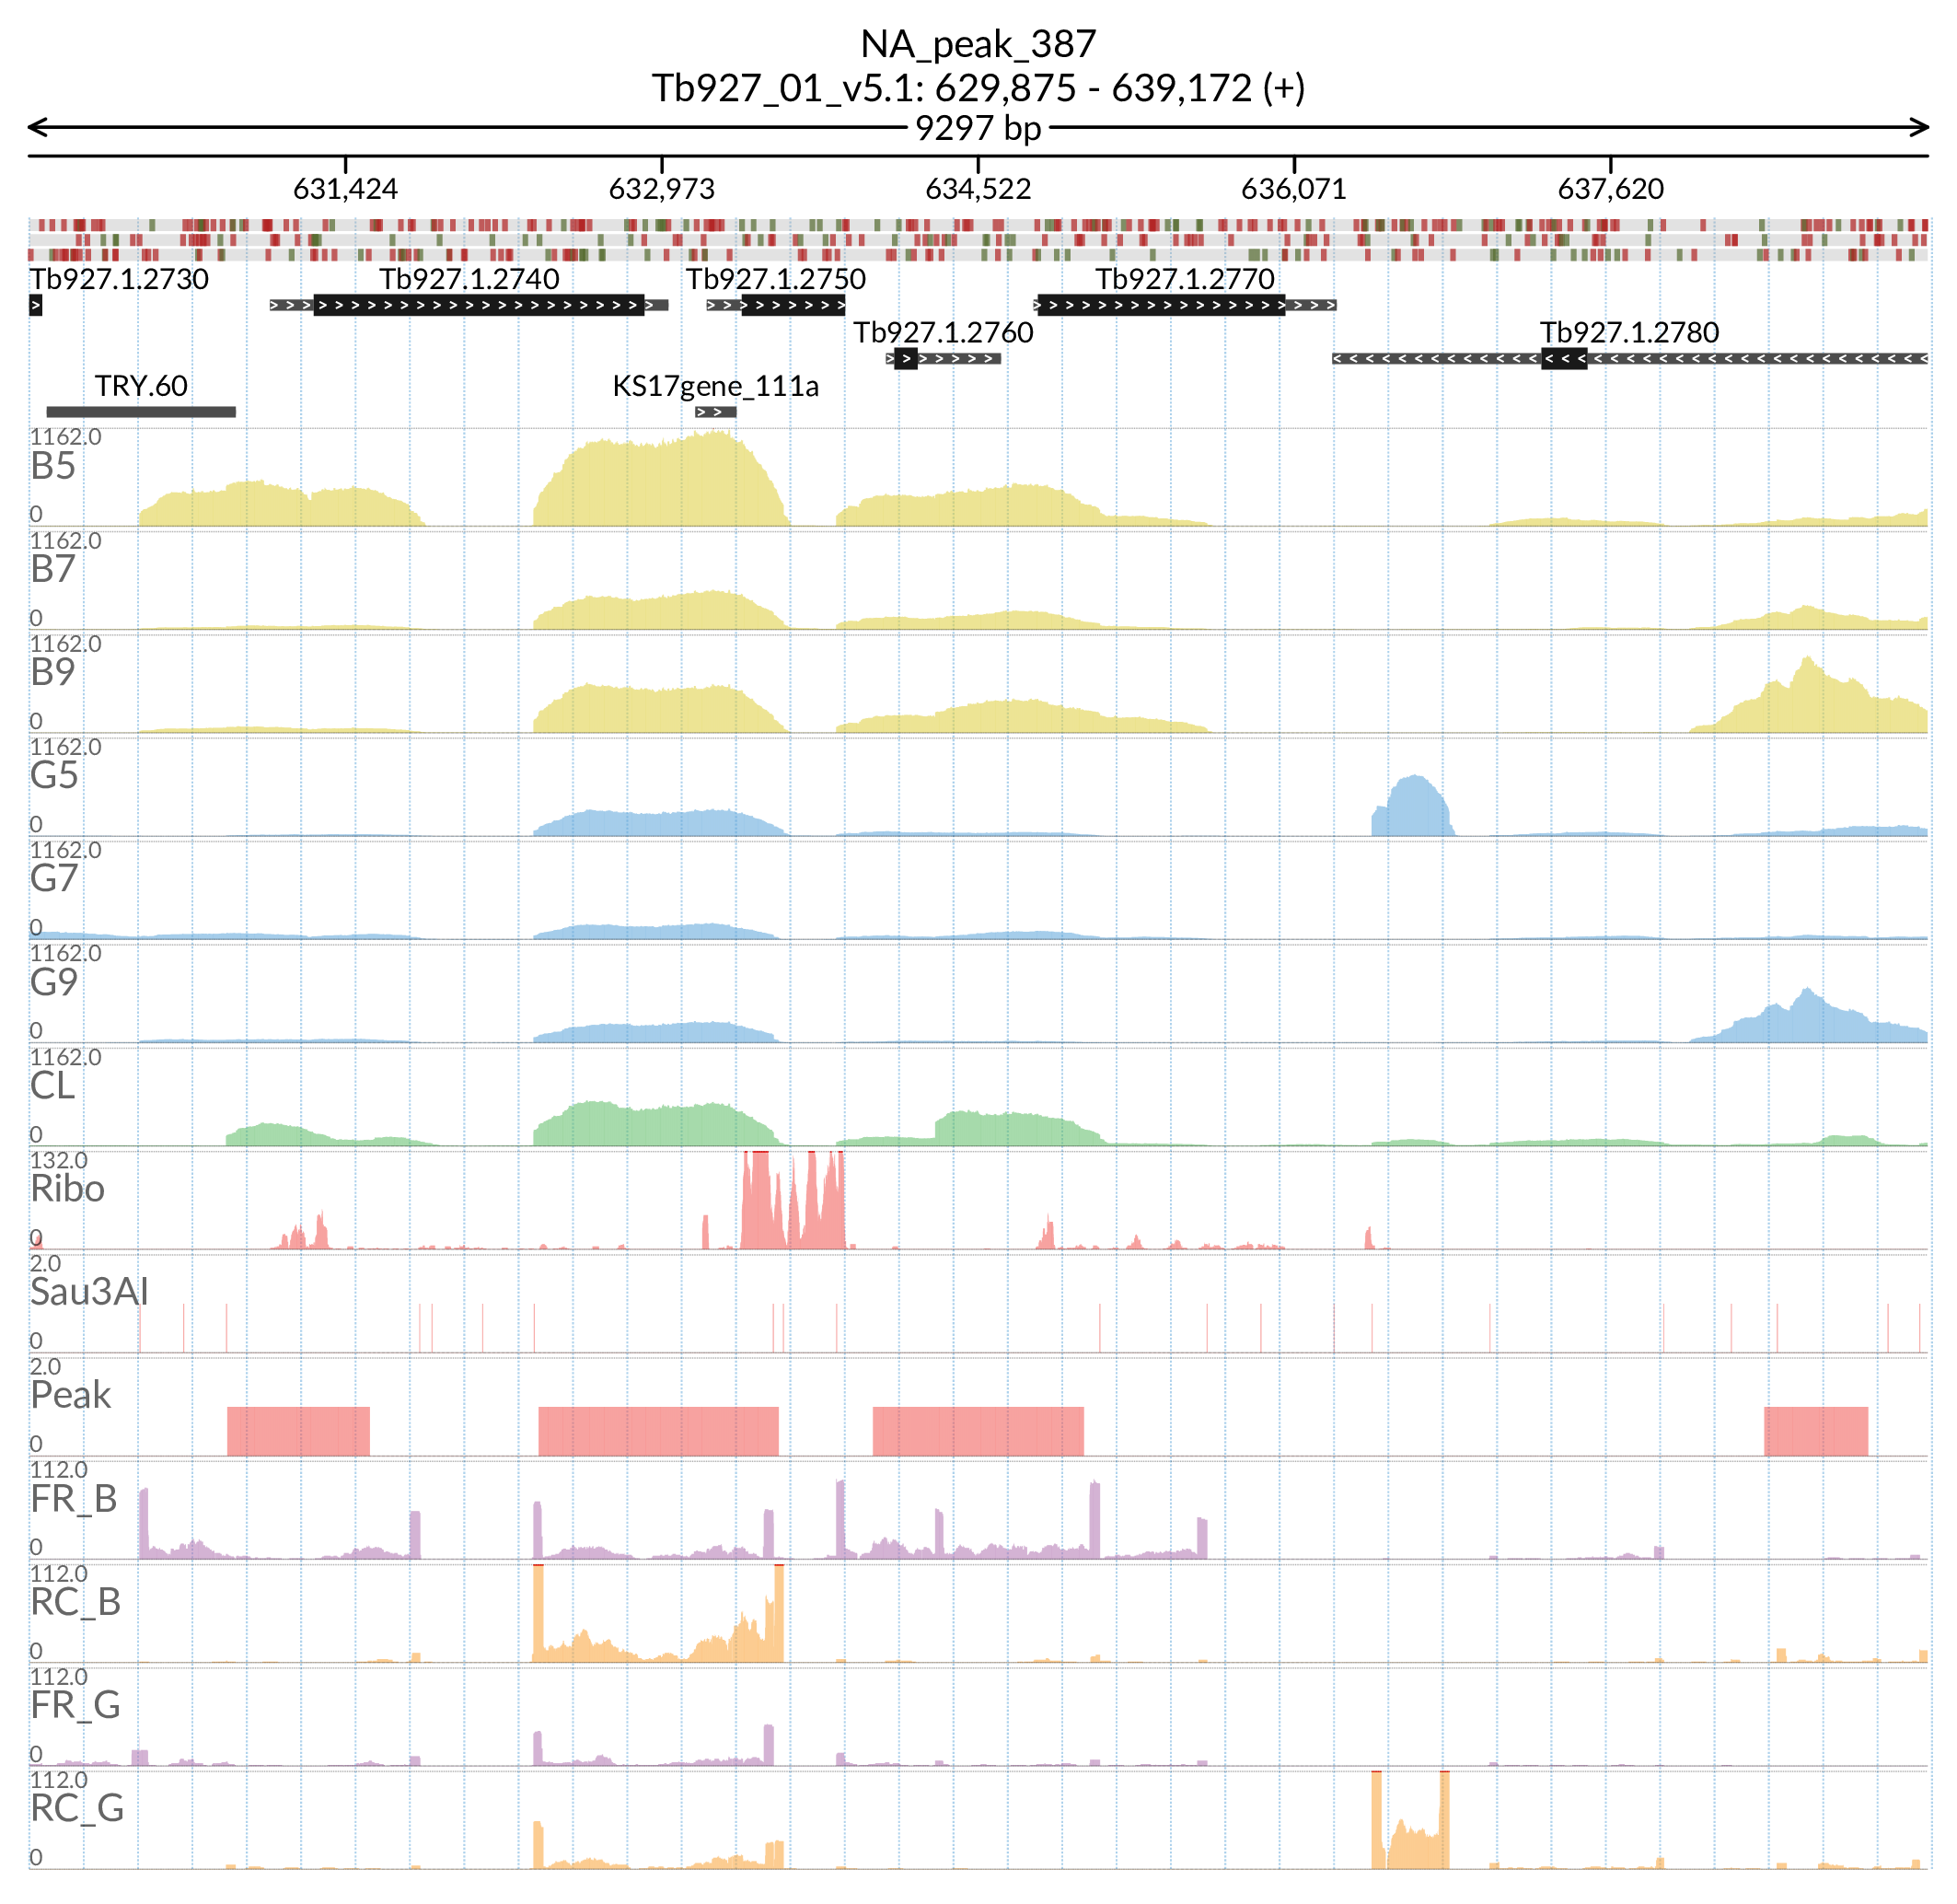 NA_peak_387
Tb927_01_v5.1: 629,875 - 639,172 (+)
9297 bp
631,424 632,973 634,522 636,071 637,620
Tb927.1.2730 Tb927.1.2740 Tb927.1.2750 Tb927.1.2770
Tb927.1.2760 Tb927.1.2780
TRY.60 KS17gene_111a
1162.0
B5
0
1162.0
B7
0
1162.0
B9
0
1162.0
G5
0
1162.0
G7
0
1162.0
G9
0
1162.0
CL
0
132.0
Ribo
0
2.0
Sau3AI
0
2.0
Peak
0
112.0
FR_B
0
112.0
RC_B
0
112.0
FR_G
0
112.0
RC_G
0